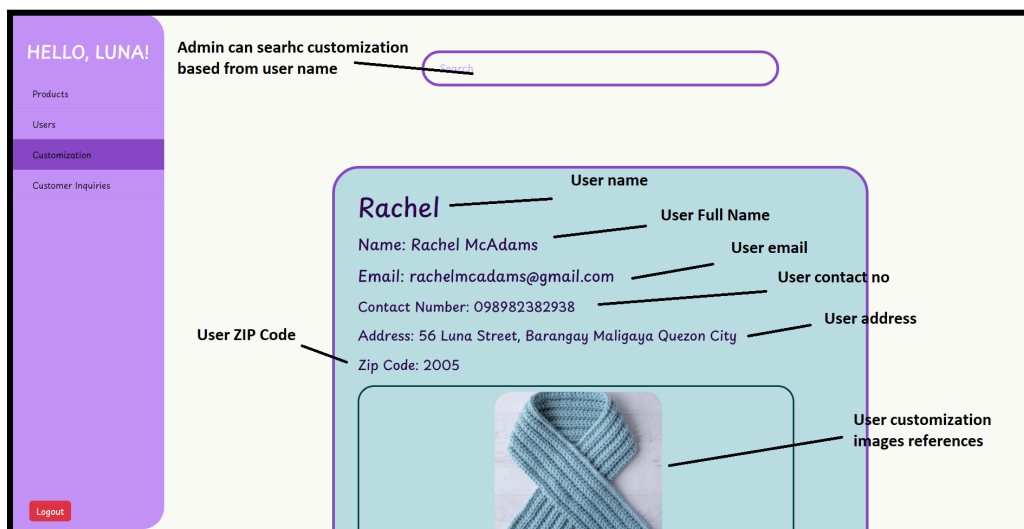 HELLO, LUNA!
Products
Users
Customization
Customer Inquiries
Logout
Admin can searhc customization
based from user name
Search
User name
Rachel
User Full Name
Name: Rachel McAdams
User email
Email: rachelmcadams@gmail.com
User contact no
Contact Number: 098982382938
User address
Address: 56 Luna Street, Barangay Maligaya Quezon City
User ZIP Code
Zip Code: 2005
User customization
images references